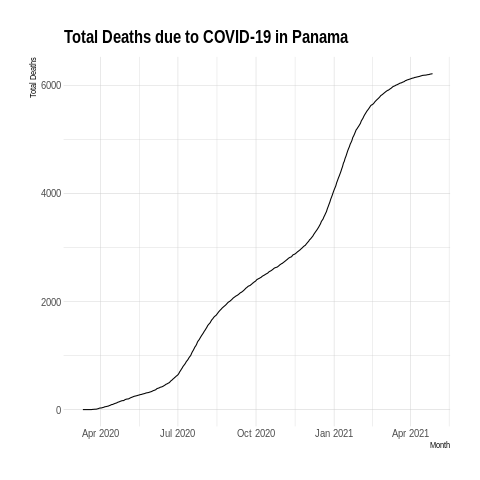 Total Deaths due to COVID-19 in Panama
Total Deaths
6000
4000
2000
0
Apr 2020 Jul 2020 Oct 2020 Jan 2021 Apr 2021
Month